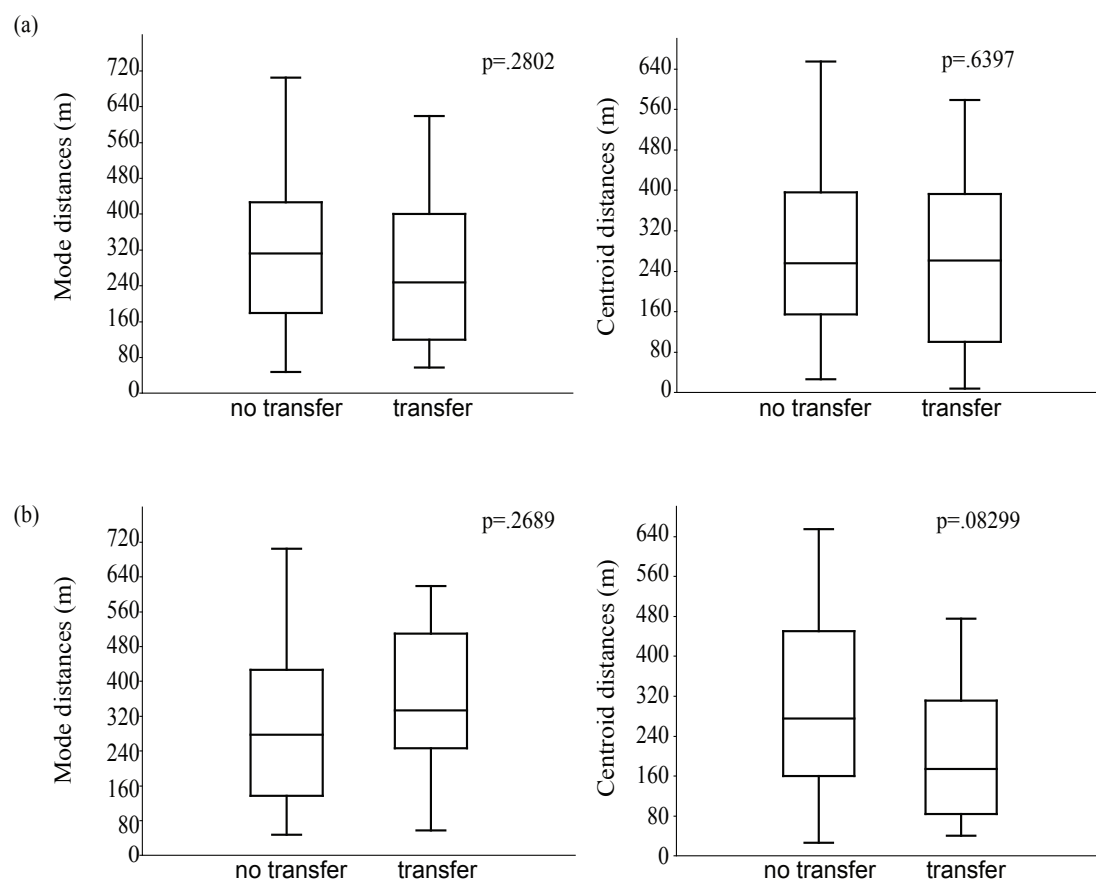 (a)
p=.2802
Mode distances (m)
720
640
560
480
400
320
240
160
80
0
no transfer
transfer
p=.6397
Centroid distances (m)
640
560
480
400
320
240
160
80
0
no transfer
transfer
(b)
p=.2689
Mode distances (m)
720
640
560
480
400
320
240
160
80
0
no transfer
transfer
p=.08299
Centroid distances (m)
640
560
480
400
320
240
160
80
0
no transfer
transfer